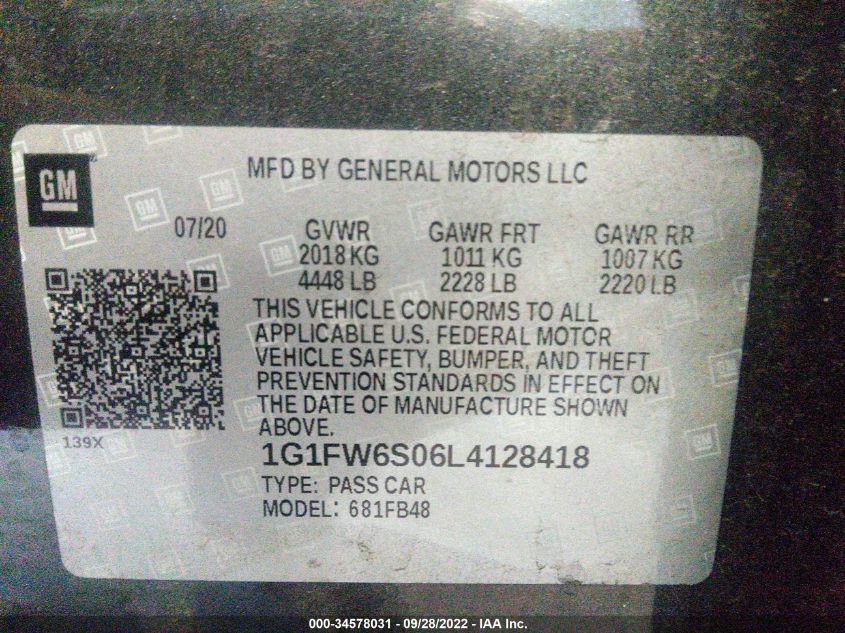 GM
MFD BY GENERAL MOTORS LLC
07/20
GVWR
2018 KG
4448 LB
GAWR FRT
1011 KG
2228 LB
GAWR RR
1007 KG
2220 LB
THIS VEHICLE CONFORMS TO ALL
APPLICABLE U.S. FEDERAL MOTOR
VEHICLE SAFETY, BUMPER, AND THEFT
PREVENTION STANDARDS IN EFFECT ON
THE DATE OF MANUFACTURE SHOWN
ABOVE.
139X
1G1FW6S06L4128418
TYPE: PASS CAR
MODEL: 681FB48
000-34578031 - 09/28/2022 - IAA Inc.